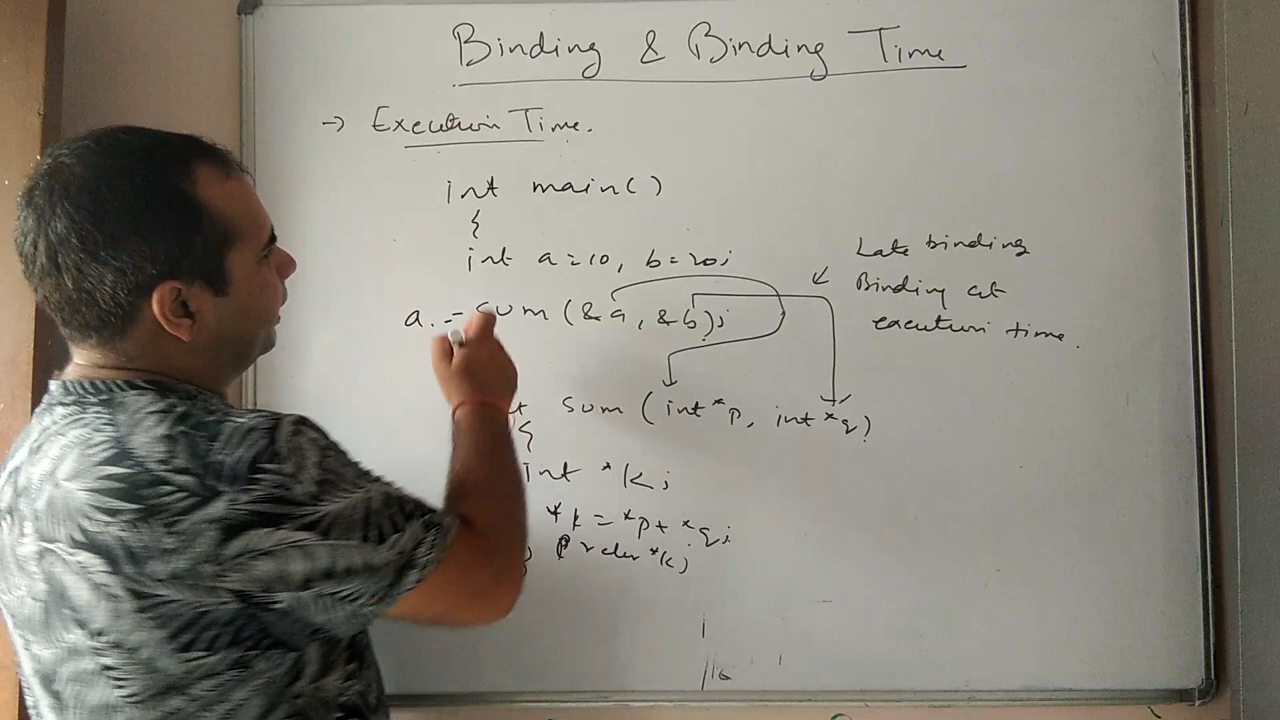 Binding & Binding Time
→ Execution Time.
int main()
{
int a=10, b=20;
a.=sum(&a, &b);
Late binding
Binding at
execution time.
sum (int *p, int *q)
{
int *k;
*k = *p+ *q;
} *k;